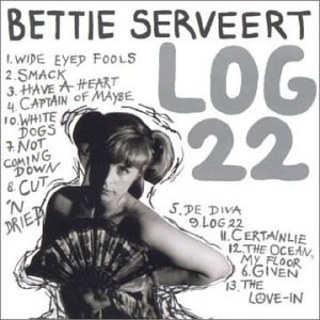 BETTIE SERVEERT
LOG
22
1. WIDE EYED FOOLS
2. SMACK
3. HAVE A HEART
4. CAPTAIN OF MAYBE
10. WHITE
DOGS
7. NOT
COMING
DOWN
8. CUT
'N
DRIED
5. DE DIVA
9. LOG 22
11. CERTAINLIE
12. THE OCEAN,
MY FLOOR
6. GIVEN
13. THE
LOVE-IN